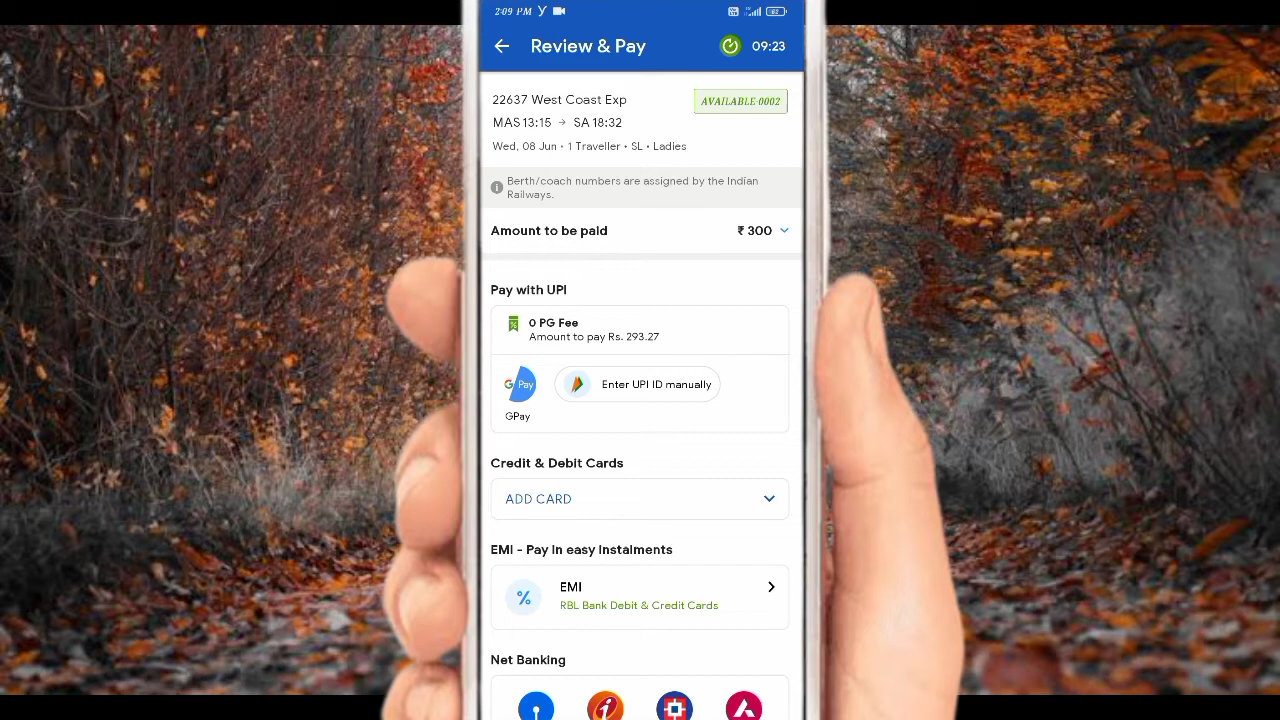 2:09 PM
Review & Pay
09:23
22637 West Coast Exp
AVAILABLE-0002
MAS 13:15 → SA 18:32
Wed, 08 Jun • 1 Traveller • SL • Ladies
Berth/coach numbers are assigned by the Indian
Railways.
Amount to be paid
₹ 300
Pay with UPI
0 PG Fee
Amount to pay Rs. 293.27
G Pay
Enter UPI ID manually
GPay
Credit & Debit Cards
ADD CARD
EMI - Pay in easy instalments
% EMI
RBL Bank Debit & Credit Cards
Net Banking